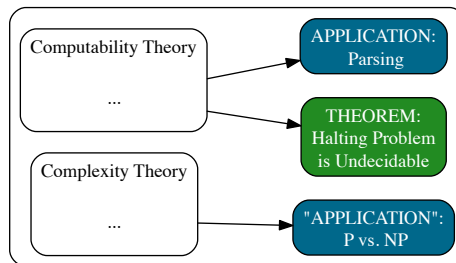 Computability Theory
...
APPLICATION:
Parsing
THEOREM:
Halting Problem
is Undecidable
Complexity Theory
...
"APPLICATION":
P vs. NP